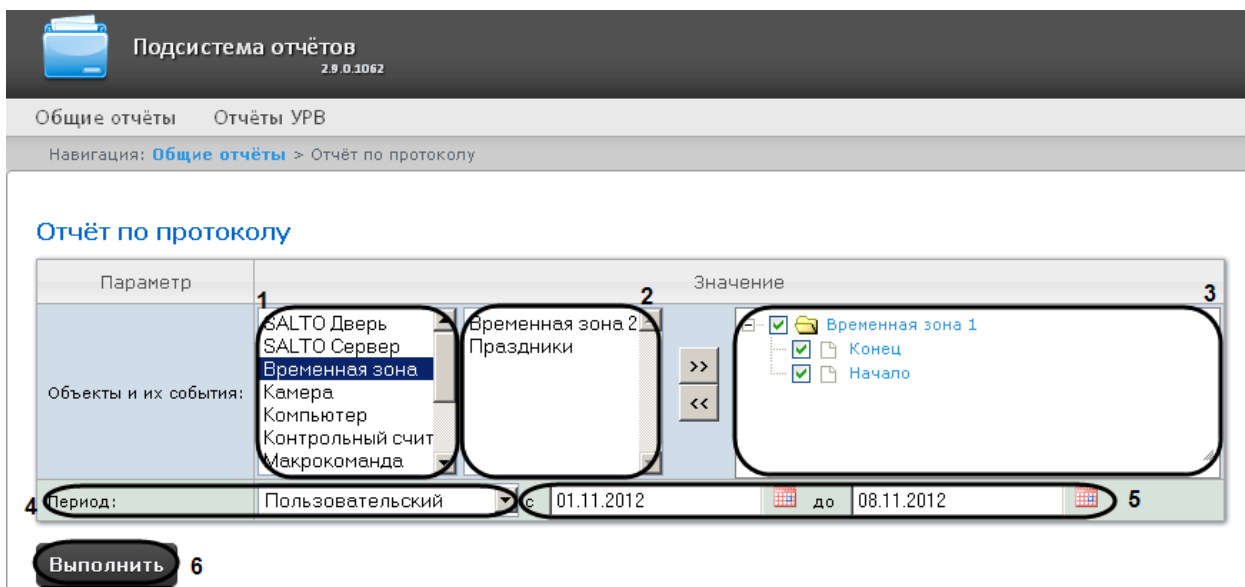 Подсистема отчётов
2.9.0.1062
Общие отчёты Отчёты УРВ
Навигация: Общие отчёты > Отчёт по протоколу
Отчёт по протоколу
Параметр Значение
1 2 3
Объекты и их события:
SALTO Дверь
SALTO Сервер
Временная зона
Камера
Компьютер
Контрольный счит
Макрокоманда
Временная зона 2
Праздники
>>
<<
Временная зона 1
Конец
Начало
4 Период: Пользовательский с 01.11.2012 до 08.11.2012 5
Выполнить 6